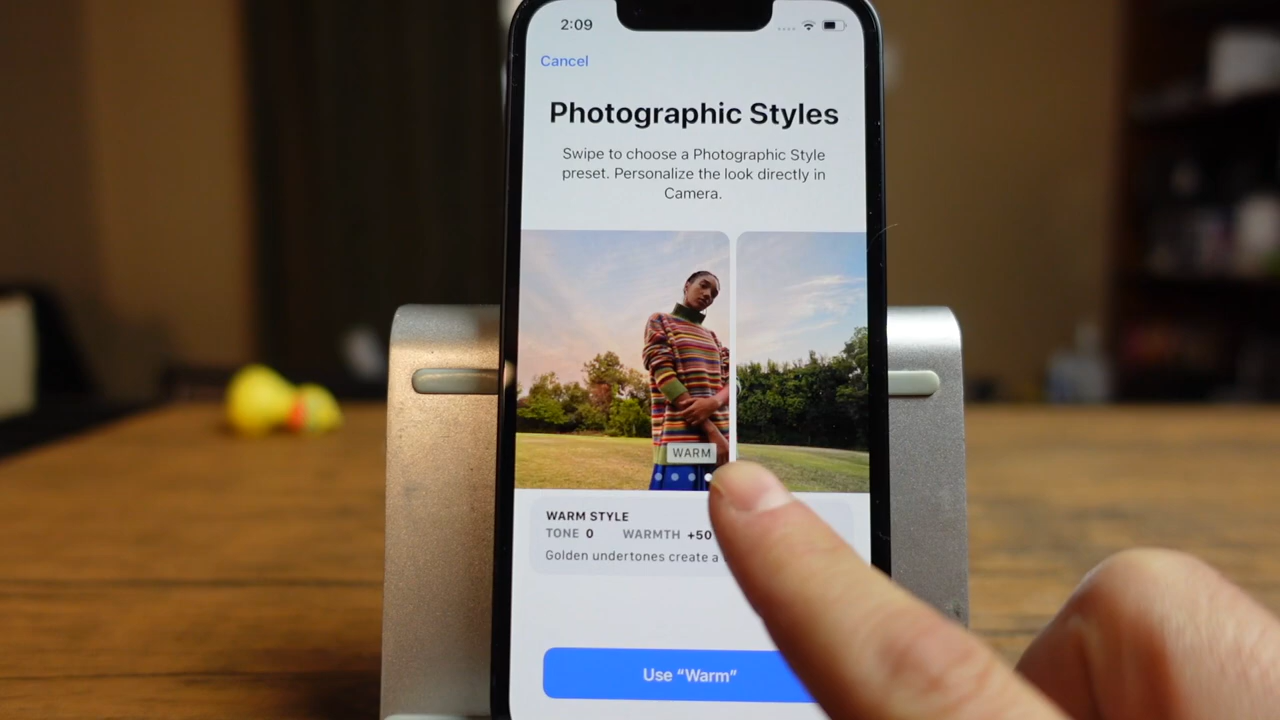 2:09
Cancel
Photographic Styles
Swipe to choose a Photographic Style
preset. Personalize the look directly in
Camera.
WARM
WARM STYLE
TONE 0 WARMTH +50
Golden undertones create a
Use “Warm”